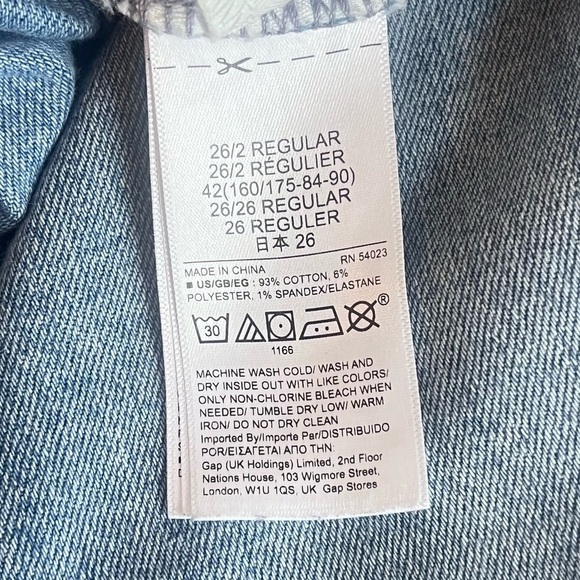 26/2 REGULAR
26/2 RÉGULIER
42(160/175-84-90)
26/26 REGULAR
26 REGULER
日本 26
MADE IN CHINA RN 54023
■ US/GB/EG : 93% COTTON, 6%
POLYESTER, 1% SPANDEX/ELASTANE
30 ®
1166
MACHINE WASH COLD/ WASH AND
DRY INSIDE OUT WITH LIKE COLORS/
ONLY NON-CHLORINE BLEACH WHEN
NEEDED/ TUMBLE DRY LOW/ WARM
IRON/ DO NOT DRY CLEAN
Imported By/Importe Par/DISTRIBUIDO
POR/ΕΙΣΑΓΕΤΑΙ ΑΠΟ ΤΗΝ:
Gap (UK Holdings) Limited, 2nd Floor
Nations House, 103 Wigmore Street,
London, W1U 1QS, UK Gap Stores